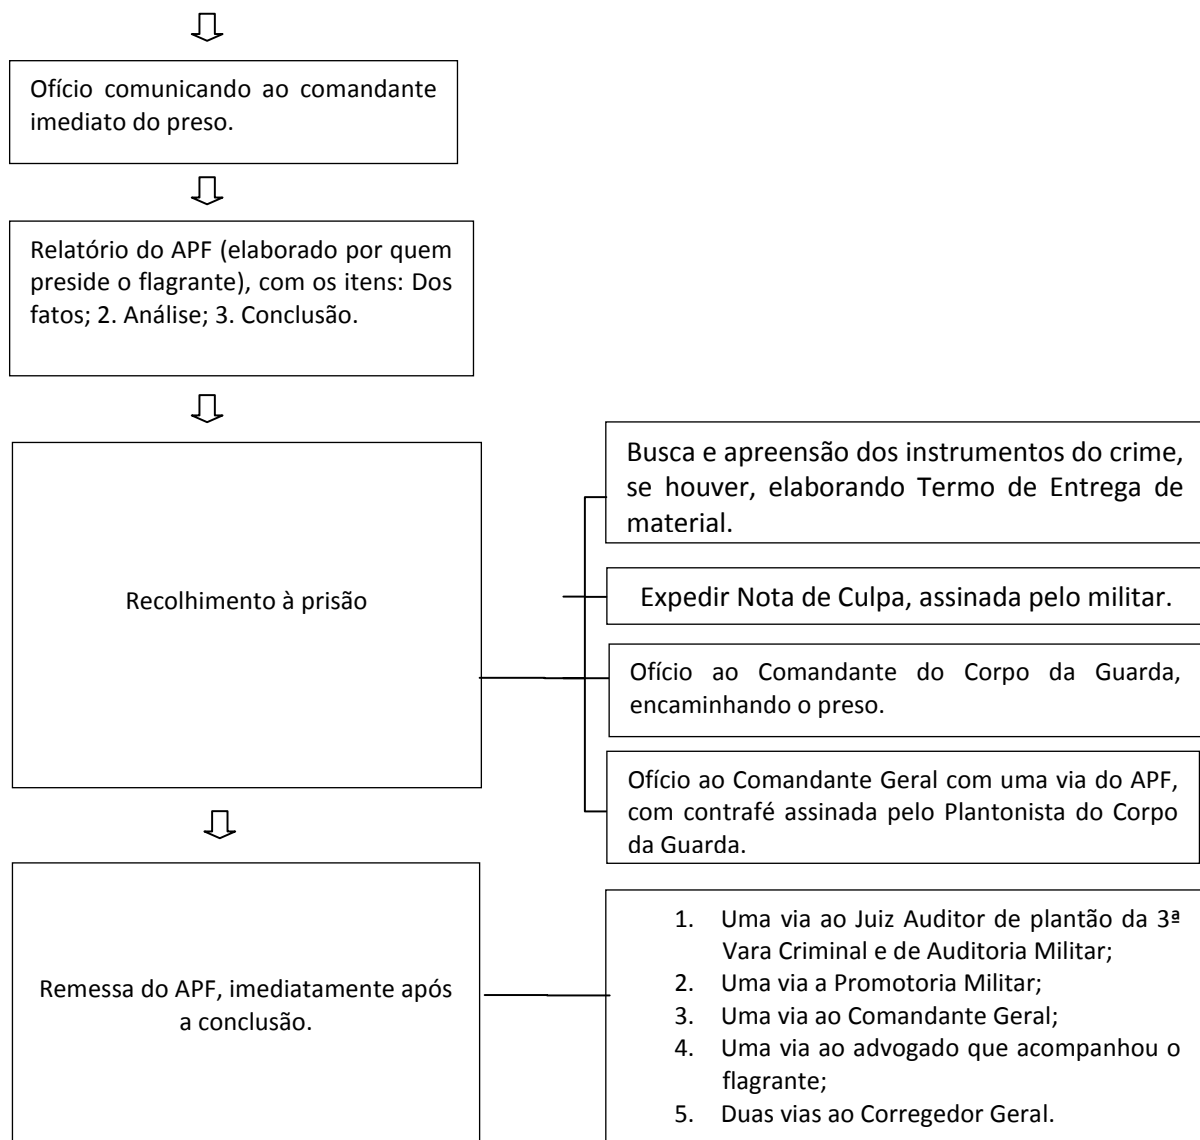 Ofício comunicando ao comandante
imediato do preso.
Relatório do APF (elaborado por quem
preside o flagrante), com os itens: Dos
fatos; 2. Análise; 3. Conclusão.
Recolhimento à prisão
Busca e apreensão dos instrumentos do crime,
se houver, elaborando Termo de Entrega de
material.
Expedir Nota de Culpa, assinada pelo militar.
Ofício ao Comandante do Corpo da Guarda,
encaminhando o preso.
Ofício ao Comandante Geral com uma via do APF,
com contrafé assinada pelo Plantonista do Corpo
da Guarda.
Remessa do APF, imediatamente após
a conclusão.
1. Uma via ao Juiz Auditor de plantão da 3ª
Vara Criminal e de Auditoria Militar;
2. Uma via a Promotoria Militar;
3. Uma via ao Comandante Geral;
4. Uma via ao advogado que acompanhou o
flagrante;
5. Duas vias ao Corregedor Geral.